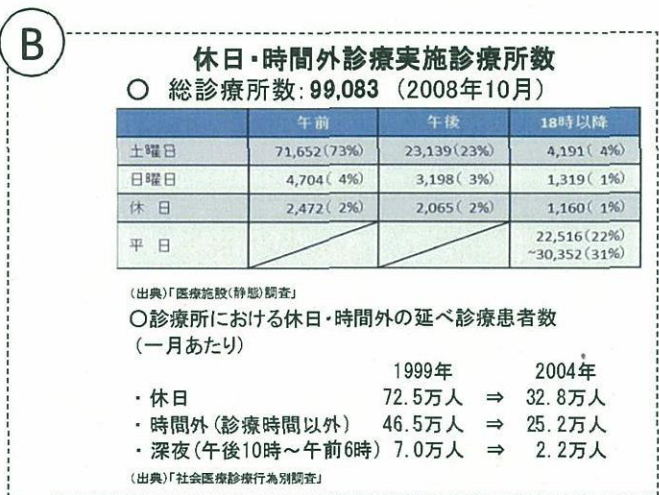 B
休日・時間外診療実施診療所数
○ 総診療所数: 99,083 (2008年10月)
午前 午後 18時以降
土曜日 71,652(73%) 23,139(23%) 4,191( 4%)
日曜日 4,704( 4%) 3,198( 3%) 1,319( 1%)
休 日 2,472( 2%) 2,065( 2%) 1,160( 1%)
平 日 22,516(22%)
~30,352(31%)
(出典)「医療施設(静態)調査」
○診療所における休日・時間外の延べ診療患者数
(一月あたり)
1999年 2004年
・休日 72.5万人 ⇒ 32.8万人
・時間外(診療時間以外) 46.5万人 ⇒ 25.2万人
・深夜(午後10時～午前6時) 7.0万人 ⇒ 2.2万人
(出典)「社会医療診療行為別調査」